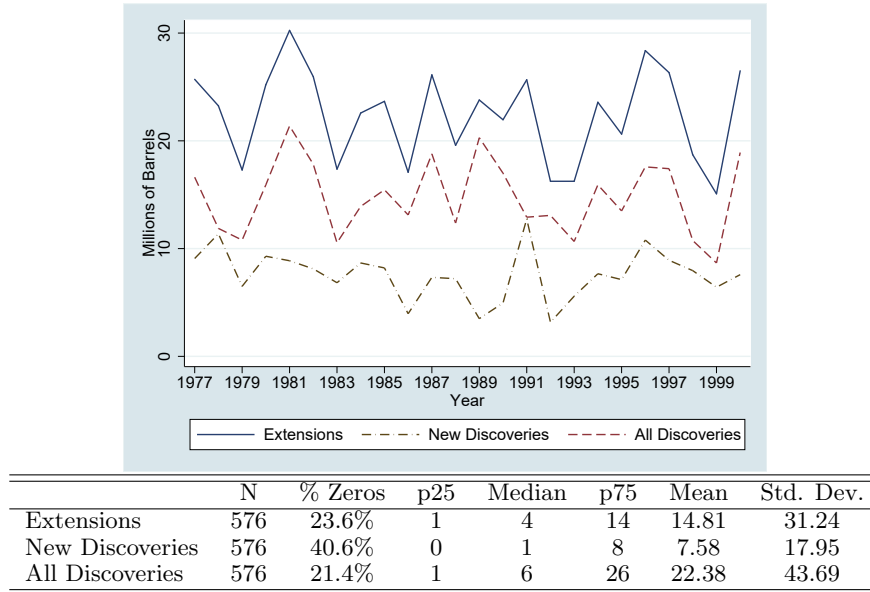 30
20
10
0
Millions of Barrels
1977 1979 1981 1983 1985 1987 1989 1991 1993 1995 1997 1999
Year
Extensions New Discoveries All Discoveries
N % Zeros p25 Median p75 Mean Std. Dev.
Extensions 576 23.6% 1 4 14 14.81 31.24
New Discoveries 576 40.6% 0 1 8 7.58 17.95
All Discoveries 576 21.4% 1 6 26 22.38 43.69